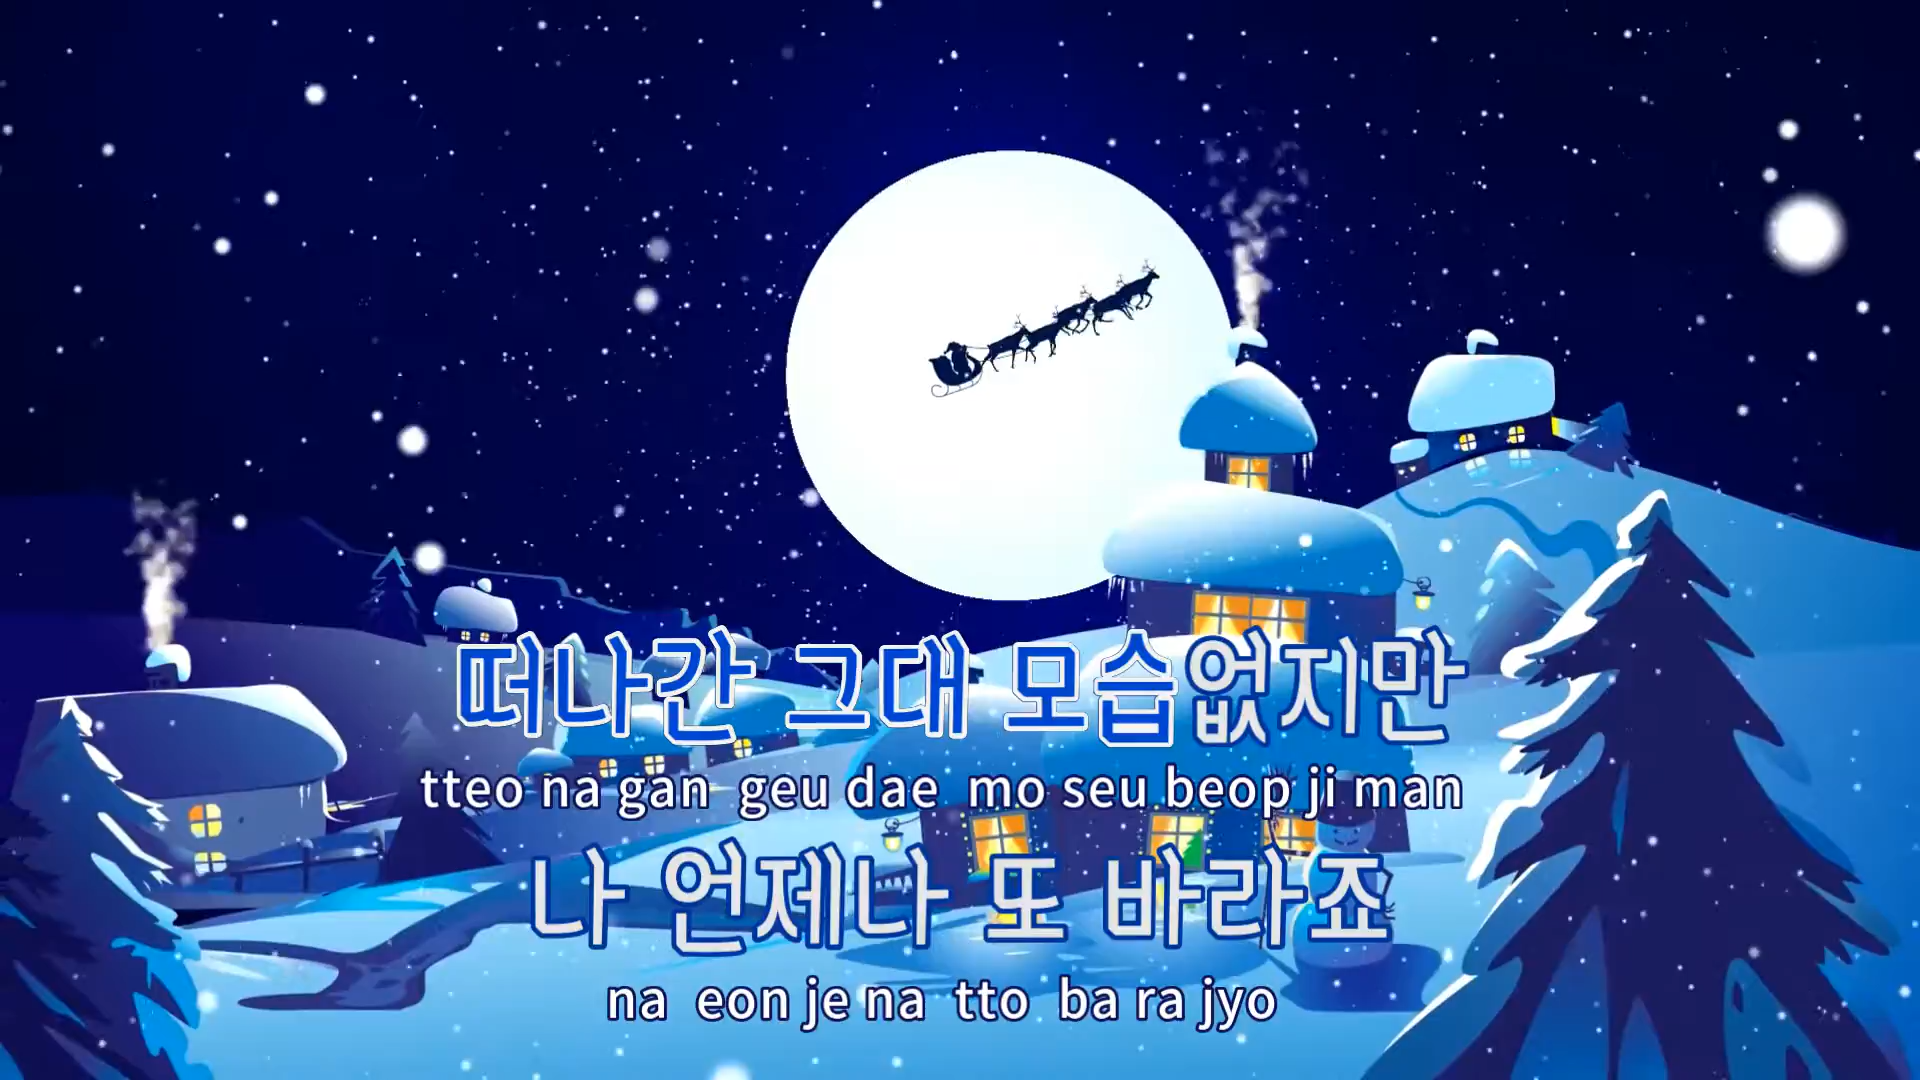 떠나간 그대 모습없지만
tteo na gan geu dae mo seu beop ji man
나 언제나 또 바라죠
na eon je na tto ba ra jyo